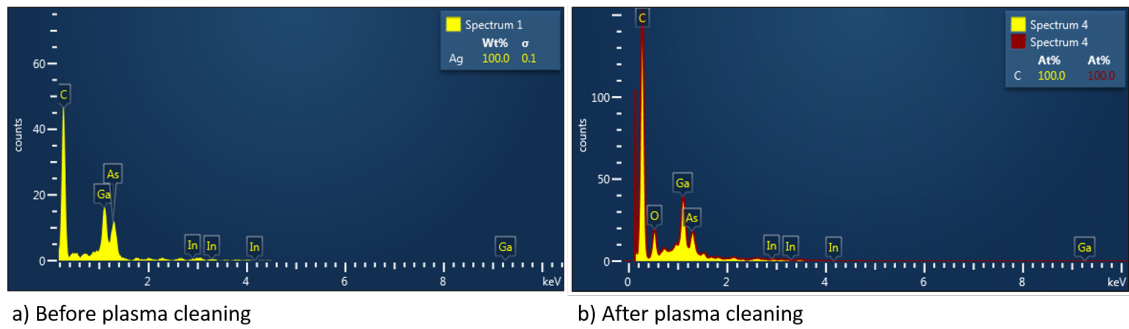 Spectrum 1
Wt% σ
Ag 100.0 0.1
60
40
20
0
counts
C
Ga
As
In
In
In
Ga
2
4
6
8
keV
a) Before plasma cleaning
Spectrum 4
Spectrum 4
At% At%
C 100.0 100.0
100
50
0
counts
C
O
Ga
As
In
In
In
Ga
0
2
4
6
8
keV
b) After plasma cleaning